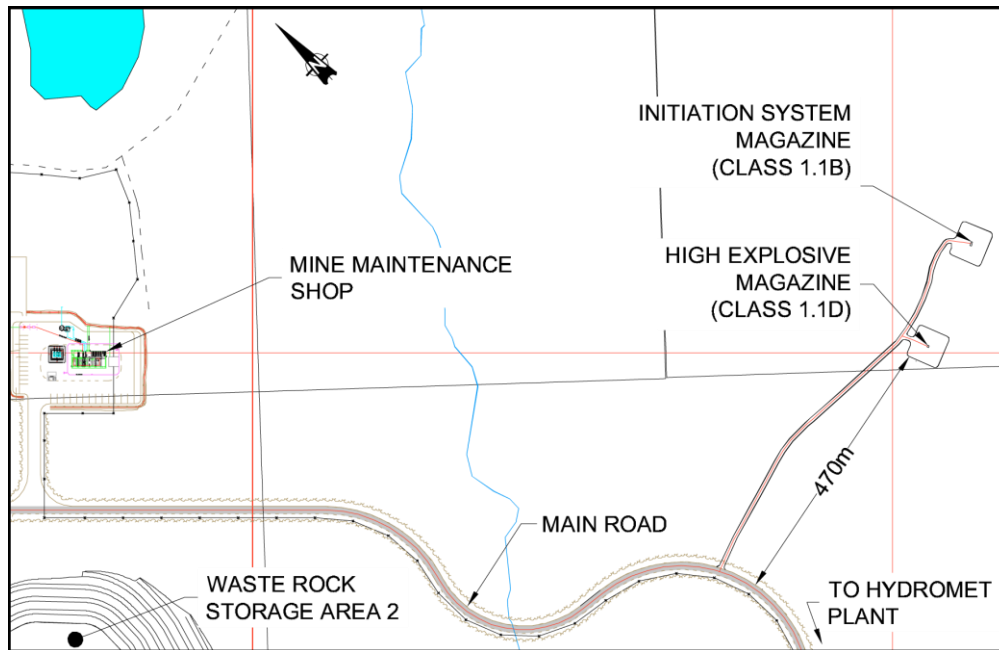 INITIATION SYSTEM
MAGAZINE
(CLASS 1.1B)
HIGH EXPLOSIVE
MAGAZINE
(CLASS 1.1D)
MINE MAINTENANCE
SHOP
470m
MAIN ROAD
WASTE ROCK
STORAGE AREA 2
TO HYDROMET
PLANT
N